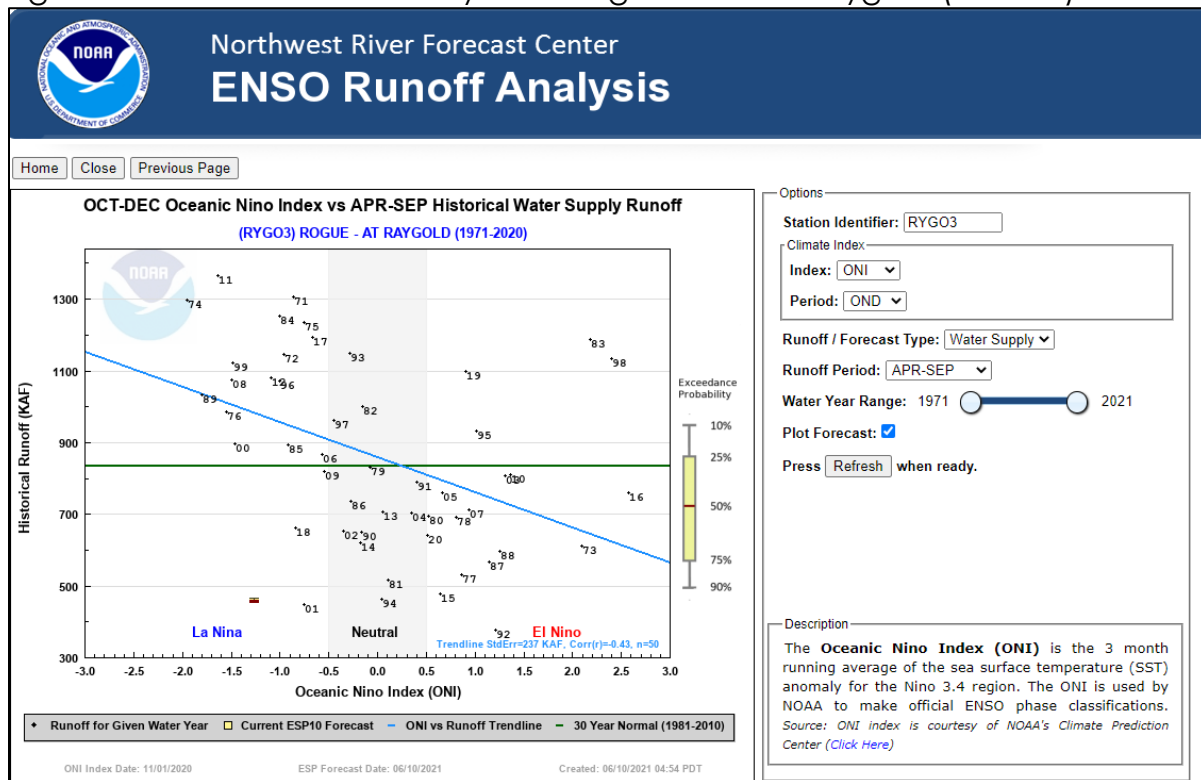 Northwest River Forecast Center
ENSO Runoff Analysis
NATIONAL OCEANIC AND ATMOSPHERIC ADMINISTRATION
NOAA
U.S. DEPARTMENT OF COMMERCE
Home Close Previous Page
OCT-DEC Oceanic Nino Index vs APR-SEP Historical Water Supply Runoff
(RYGO3) ROGUE - AT RAYGOLD (1971-2020)
NOAA
Historical Runoff (KAF)
1300
1100
900
700
500
300
11
74
71
84
75
17
72
93
99
08
96
89
76
82
97
00
85
06
09
79
83
98
19
95
91
05
10
16
86
13
04
80
78
07
18
02
90
14
20
73
88
87
77
81
15
94
01
92
La Nina Neutral El Nino
Trendline StdErr=237 KAF, Corr(r)=-0.43, n=50
-3.0 -2.5 -2.0 -1.5 -1.0 -0.5 0.0 0.5 1.0 1.5 2.0 2.5 3.0
Oceanic Nino Index (ONI)
Exceedance
Probability
10%
25%
50%
75%
90%
Runoff for Given Water Year Current ESP10 Forecast ONI vs Runoff Trendline 30 Year Normal (1981-2010)
ONI Index Date: 11/01/2020 ESP Forecast Date: 06/10/2021 Created: 06/10/2021 04:54 PDT
Options
Station Identifier: RYGO3
Climate Index
Index: ONI
Period: OND
Runoff / Forecast Type: Water Supply
Runoff Period: APR-SEP
Water Year Range: 1971 2021
Plot Forecast:
Press Refresh when ready.
Description
The Oceanic Nino Index (ONI) is the 3 month
running average of the sea surface temperature (SST)
anomaly for the Nino 3.4 region. The ONI is used by
NOAA to make official ENSO phase classifications.
Source: ONI index is courtesy of NOAA's Climate Prediction
Center (Click Here)